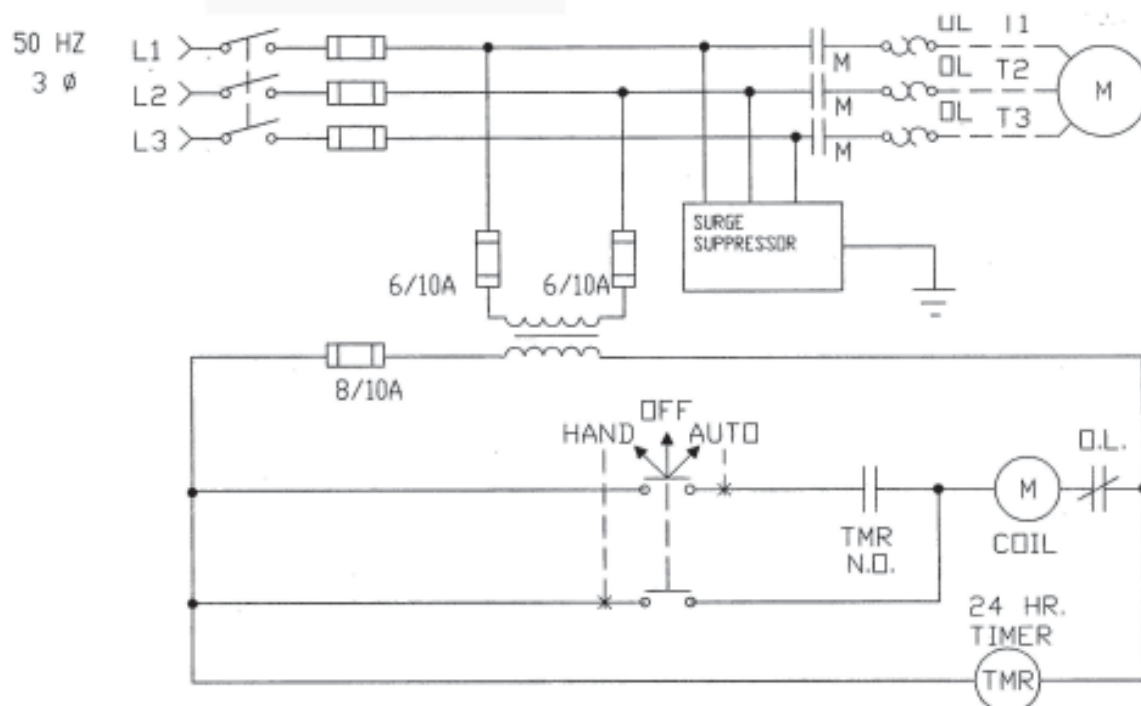 50 HZ
3 ø
L1
L2
L3
M
M
M
OL T1
OL T2
OL T3
M
SURGE
SUPPRESSOR
6/10A
6/10A
8/10A
HAND
OFF
AUTO
O.L.
TMR
N.O.
M
COIL
24 HR.
TIMER
TMR